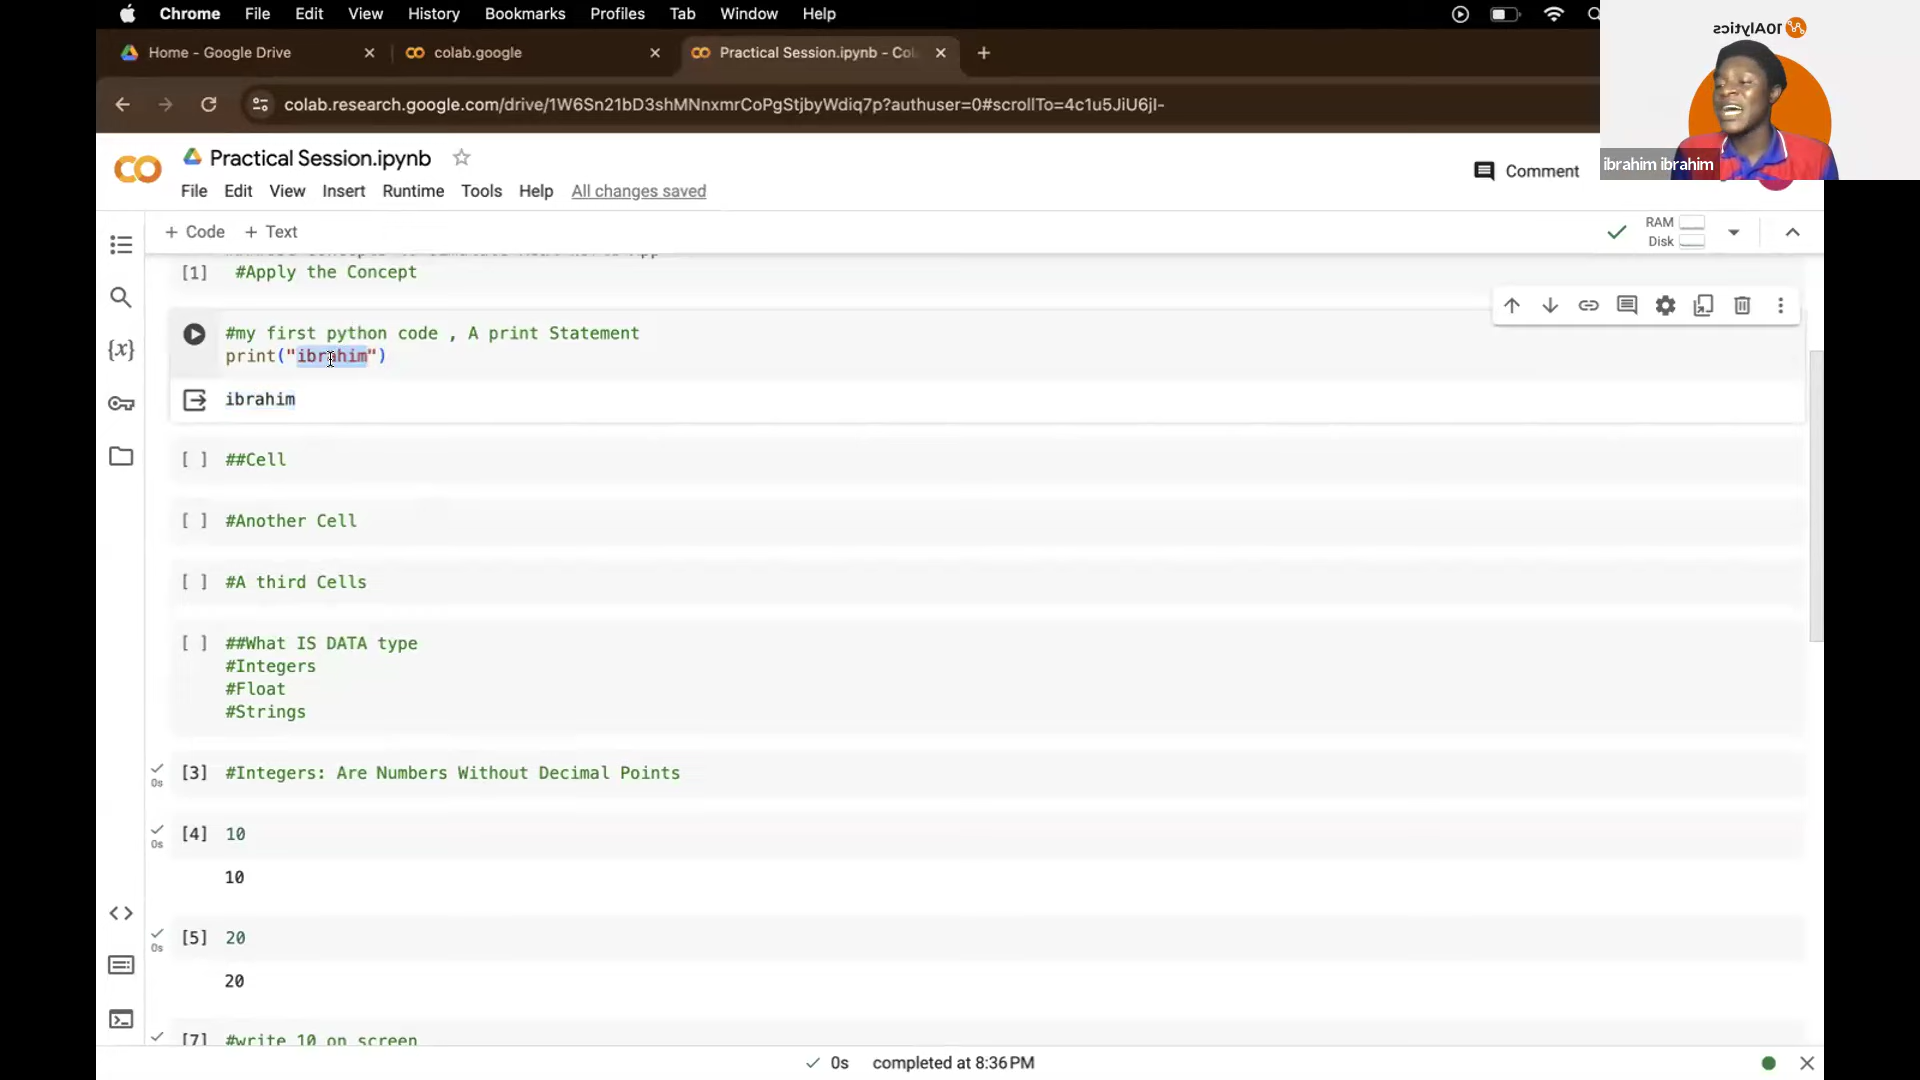 Chrome File Edit View History Bookmarks Profiles Tab Window Help
10Alytics
Home - Google Drive
colab.google
Practical Session.ipynb - Col
colab.research.google.com/drive/1W6Sn21bD3shMNnxmrCoPgStjbyWdiq7p?authuser=0#scrollTo=4c1u5JiU6jl-
ibrahim ibrahim
Practical Session.ipynb
Comment
File Edit View Insert Runtime Tools Help All changes saved
+ Code + Text
RAM
Disk
[1] #Apply the Concept
#my first python code , A print Statement
print("ibrahim")
ibrahim
[ ] ##Cell
[ ] #Another Cell
[ ] #A third Cells
[ ] ##What IS DATA type
#Integers
#Float
#Strings
[3] #Integers: Are Numbers Without Decimal Points
0s
[4] 10
0s
10
[5] 20
0s
20
[7] #write 10 on screen
0s completed at 8:36 PM